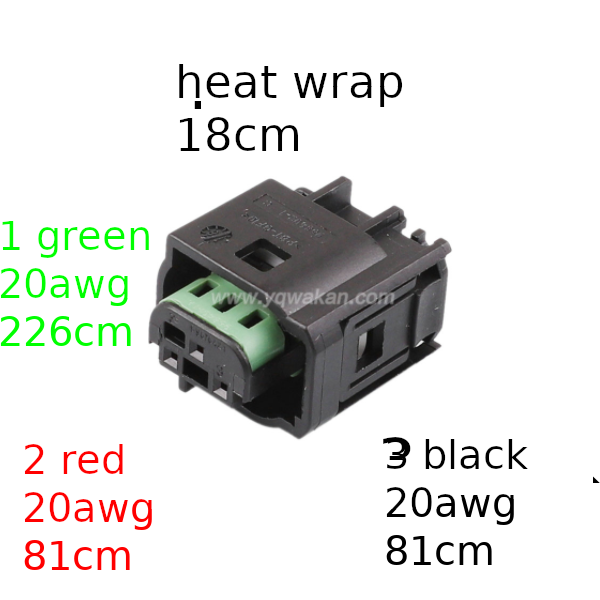 heat wrap
18cm
1 green
20awg
226cm
www.yqwakan.com
2 red
20awg
81cm
3 black
20awg
81cm